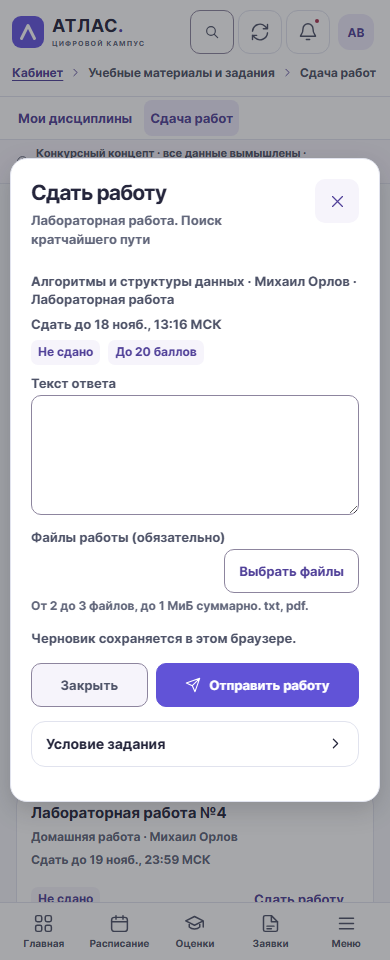 АТЛАС.
ЦИФРОВОЙ КАМПУС
АВ
Кабинет > Учебные материалы и задания > Сдача работ
Мои дисциплины
Сдача работ
Конкурсный концепт · все данные вымышлены ·
Сдать работу
Лабораторная работа. Поиск
кратчайшего пути
Алгоритмы и структуры данных · Михаил Орлов ·
Лабораторная работа
Сдать до 18 нояб., 13:16 МСК
Не сдано
До 20 баллов
Текст ответа
Файлы работы (обязательно)
Выбрать файлы
От 2 до 3 файлов, до 1 МиБ суммарно. txt, pdf.
Черновик сохраняется в этом браузере.
Закрыть
Отправить работу
Условие задания
Лабораторная работа №4
Домашняя работа · Михаил Орлов
Сдать до 19 нояб., 23:59 МСК
Не сдано
Сдать работу
Главная
Расписание
Оценки
Заявки
Меню